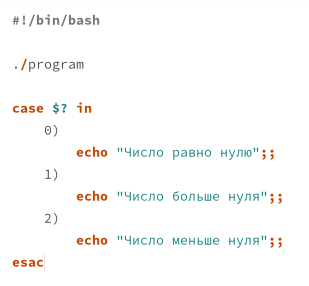 #!/bin/bash
./program
case $? in
0)
echo "Число равно нулю";;
1)
echo "Число больше нуля";;
2)
echo "Число меньше нуля";;
esac